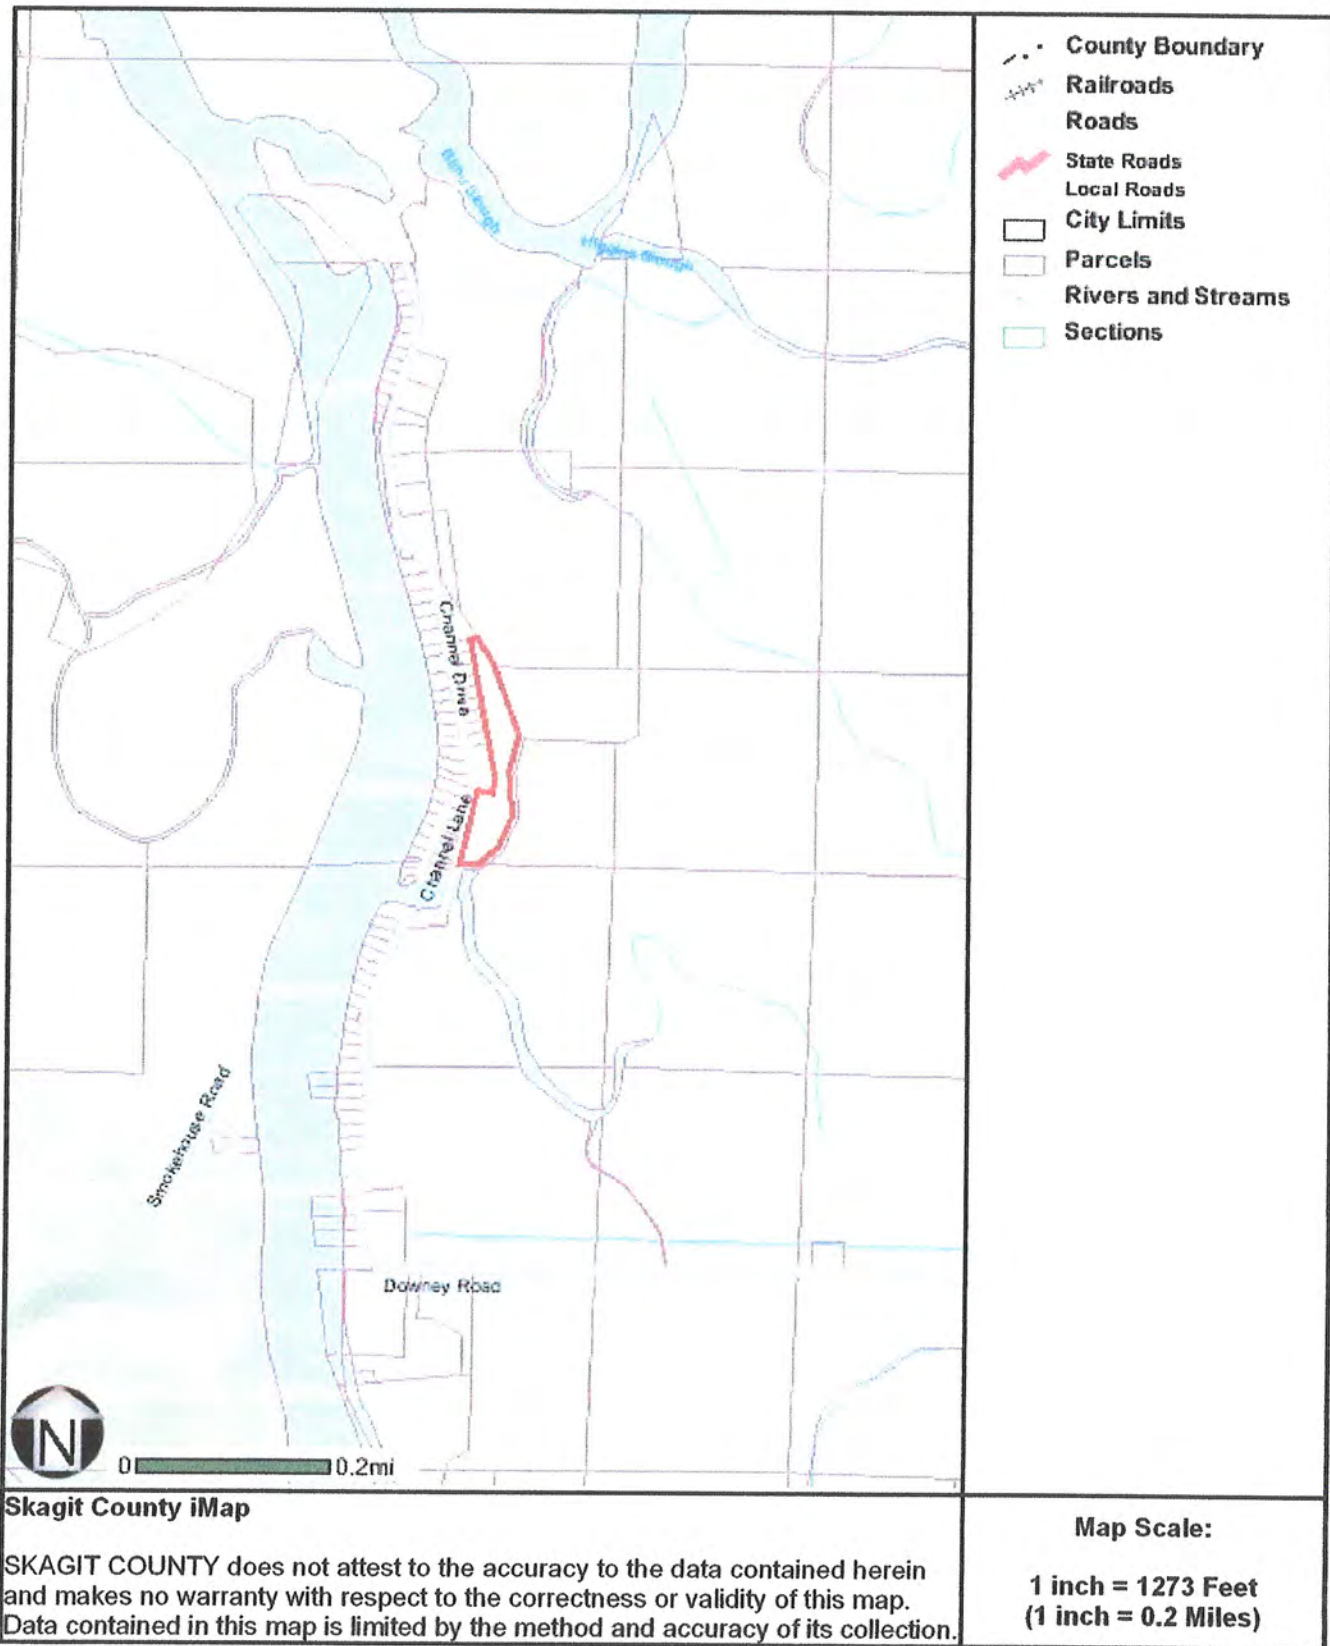 County Boundary
Railroads
Roads
State Roads
Local Roads
City Limits
Parcels
Rivers and Streams
Sections
Slough
Higgins Slough
Channel Drive
Channel Lane
Smokehouse Road
Downey Road
N
0 0.2mi
Skagit County iMap
SKAGIT COUNTY does not attest to the accuracy to the data contained herein
and makes no warranty with respect to the correctness or validity of this map.
Data contained in this map is limited by the method and accuracy of its collection.
Map Scale:
1 inch = 1273 Feet
(1 inch = 0.2 Miles)